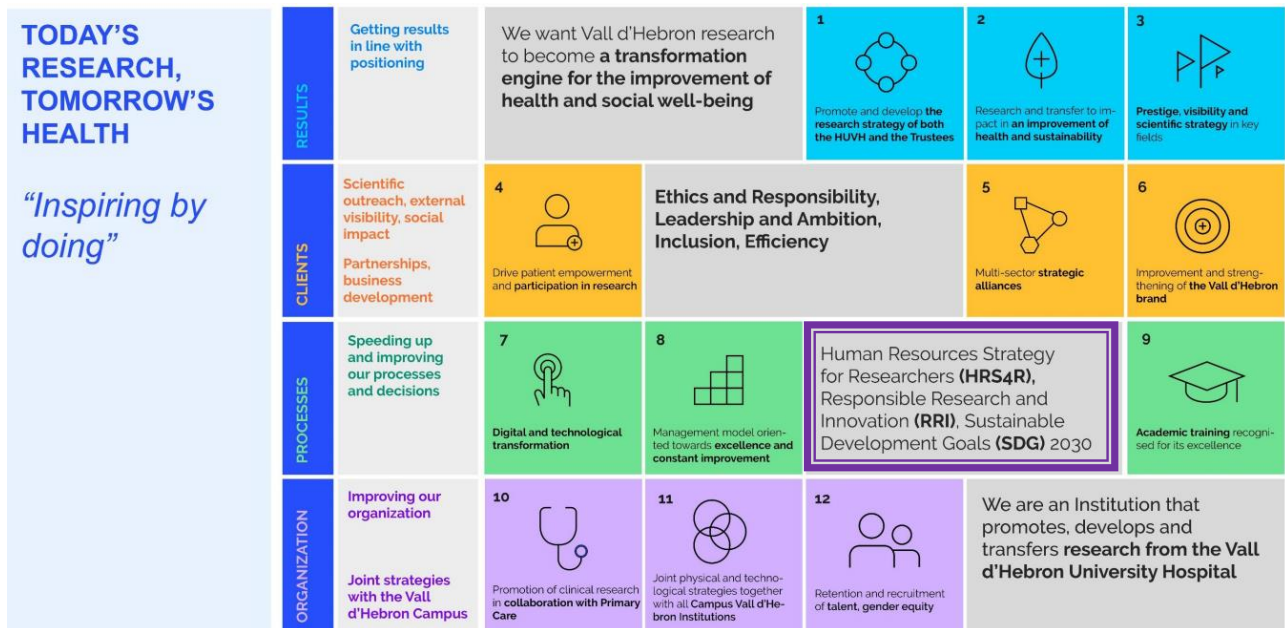 TODAY'S
RESEARCH,
TOMORROW'S
HEALTH
“Inspiring by
doing”
RESULTS
Getting results
in line with
positioning
We want Vall d'Hebron research
to become a transformation
engine for the improvement of
health and social well-being
1
Promote and develop the
research strategy of both
the HUVH and the Trustees
2
Research and transfer to im-
pact in an improvement of
health and sustainability
3
Prestige, visibility and
scientific strategy in key
fields
CLIENTS
Scientific
outreach, external
visibility, social
impact
Partnerships,
business
development
4
Drive patient empowerment
and participation in research
Ethics and Responsibility,
Leadership and Ambition,
Inclusion, Efficiency
5
Multi-sector strategic
alliances
6
Improvement and streng-
thening of the Vall d'Hebron
brand
PROCESSES
Speeding up
and improving
our processes
and decisions
7
Digital and technological
transformation
8
Management model orien-
ted towards excellence and
constant improvement
Human Resources Strategy
for Researchers (HRS4R),
Responsible Research and
Innovation (RRI), Sustainable
Development Goals (SDG) 2030
9
Academic training recogni-
sed for its excellence
ORGANIZATION
Improving our
organization
Joint strategies
with the Vall
d'Hebron Campus
10
Promotion of clinical research
in collaboration with Primary
Care
11
Joint physical and techno-
logical strategies together
with all Campus Vall d'He-
bron Institutions
12
Retention and recruitment
of talent, gender equity
We are an Institution that
promotes, develops and
transfers research from the Vall
d'Hebron University Hospital